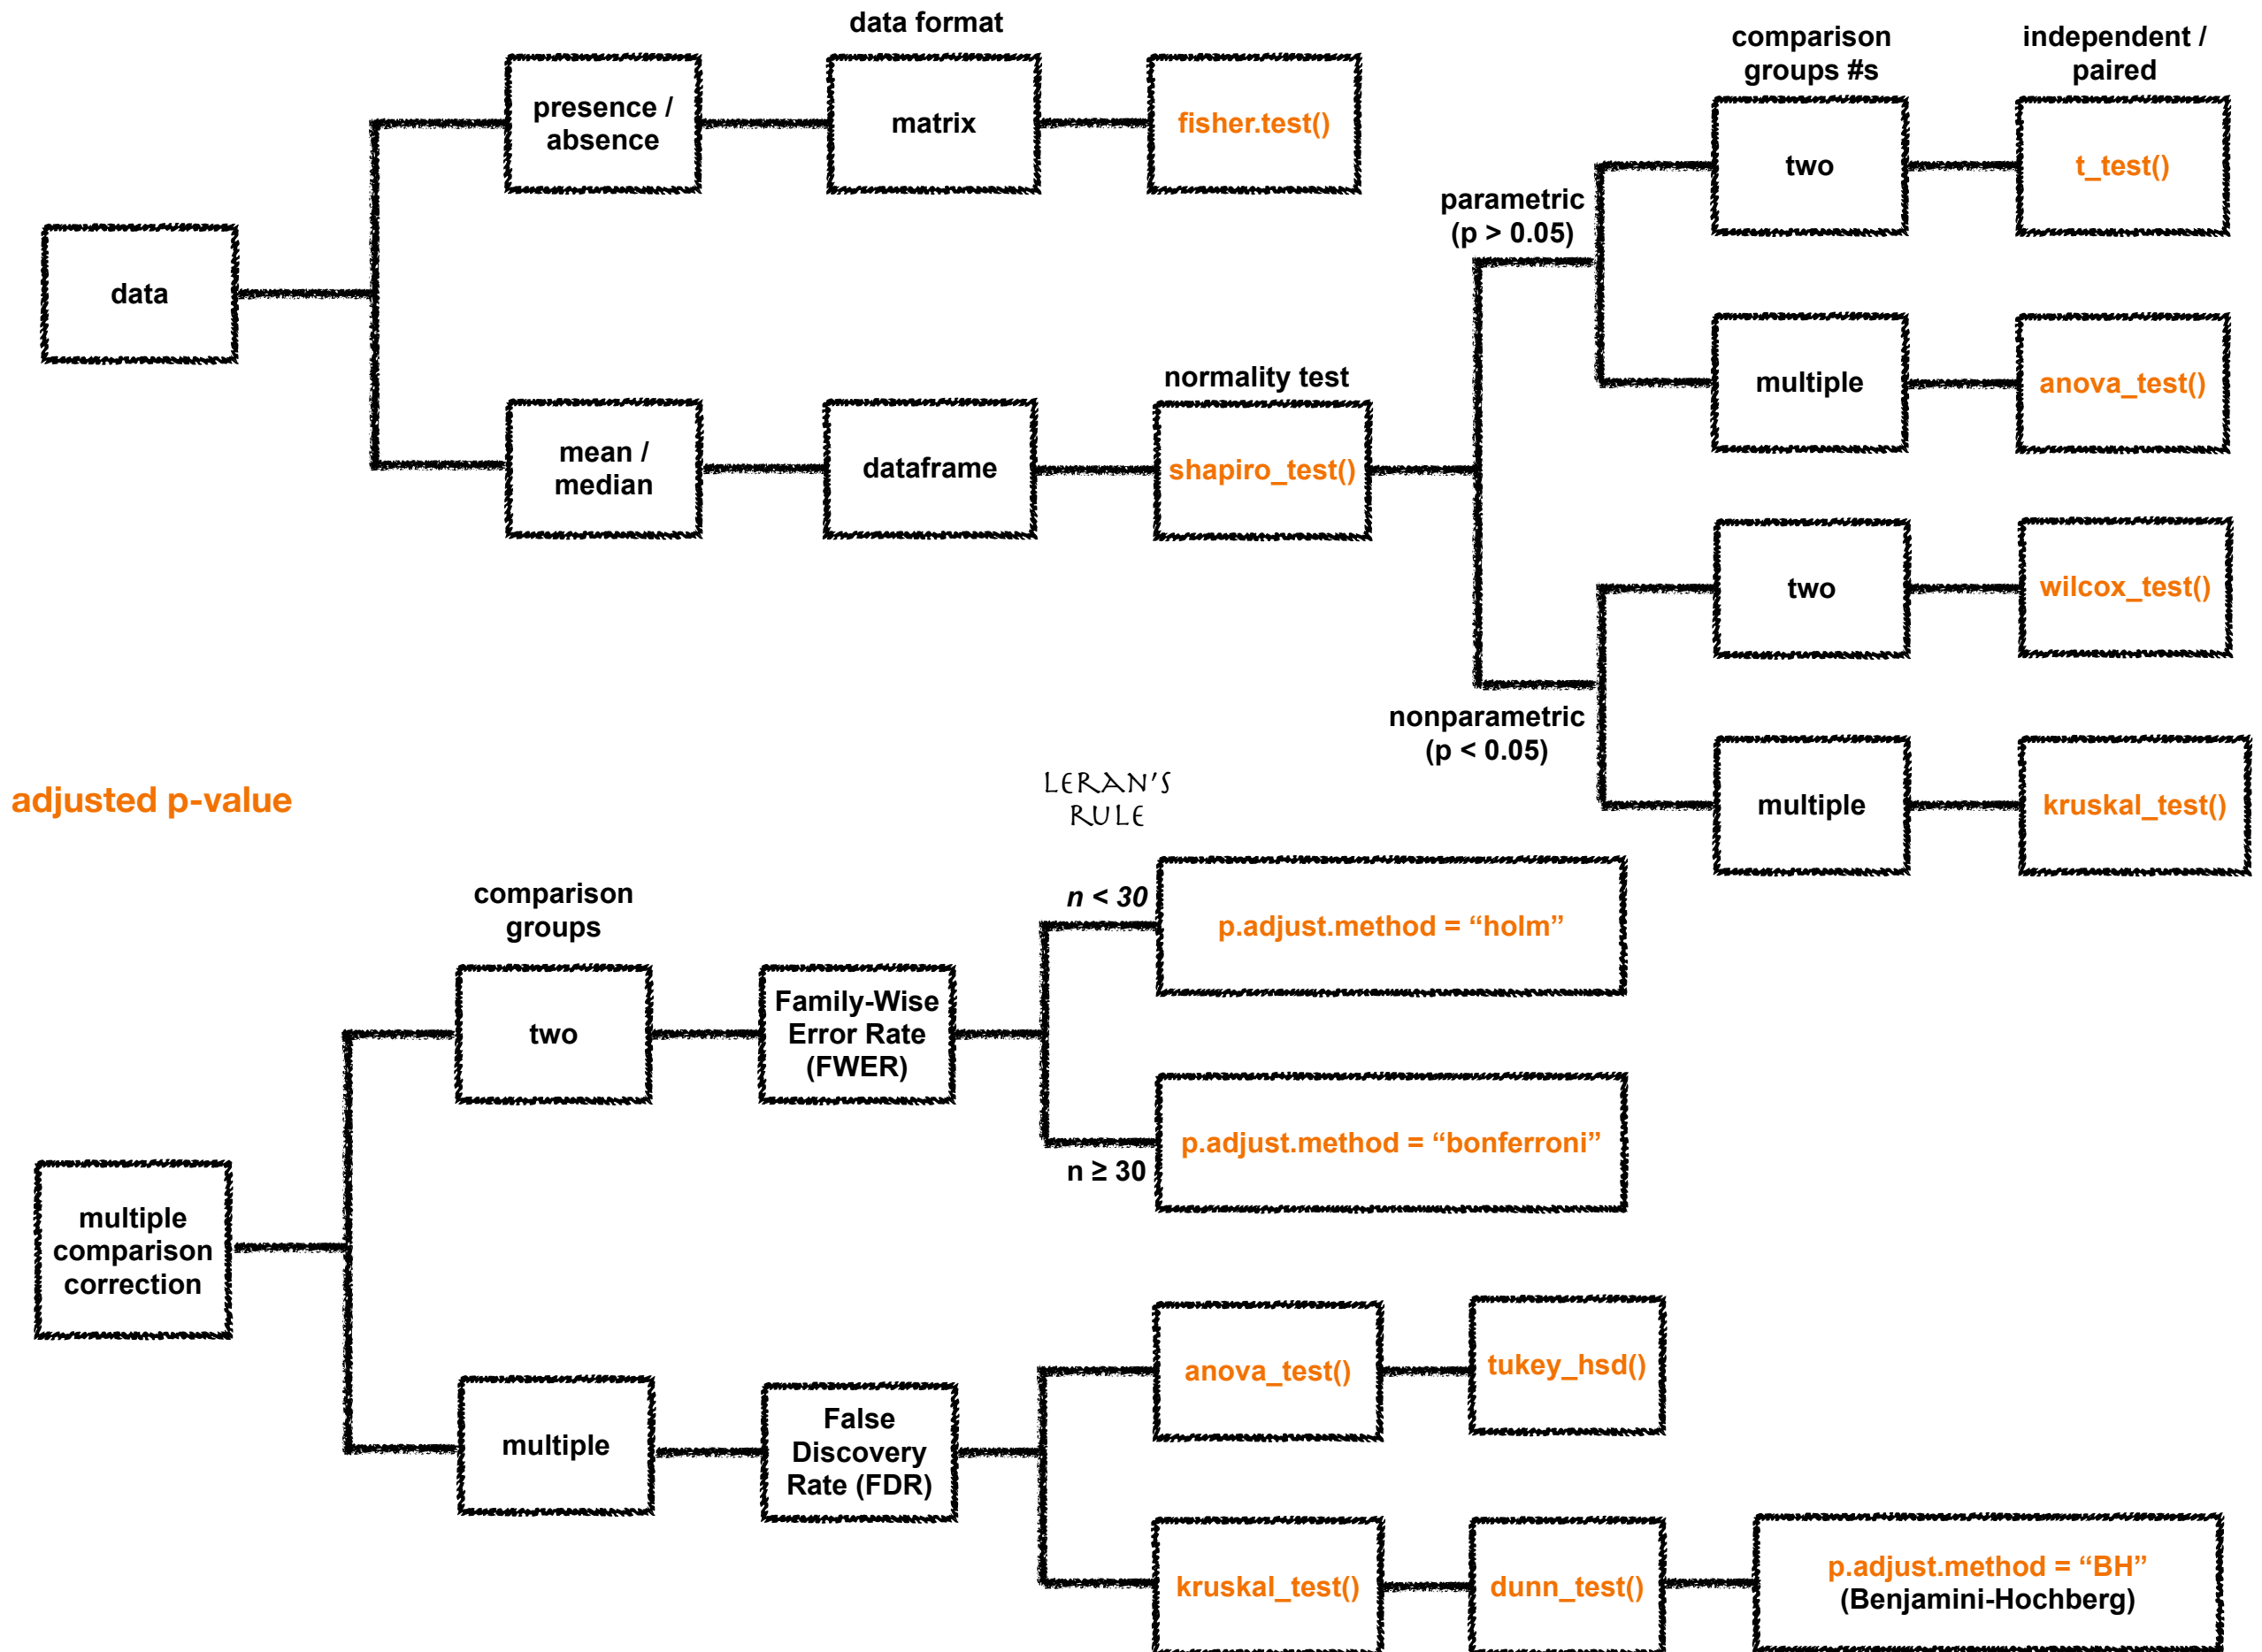 data format
comparison
groups #s
independent /
paired
presence /
absence
matrix
fisher.test()
two
t_test()
parametric
(p > 0.05)
data
normality test
multiple
anova_test()
mean /
median
dataframe
shapiro_test()
two
wilcox_test()
nonparametric
(p < 0.05)
multiple
kruskal_test()
adjusted p-value
LERAN'S
RULE
comparison
groups
n < 30
p.adjust.method = “holm”
two
Family-Wise
Error Rate
(FWER)
p.adjust.method = “bonferroni”
n ≥ 30
multiple
comparison
correction
anova_test()
tukey_hsd()
multiple
False
Discovery
Rate (FDR)
kruskal_test()
dunn_test()
p.adjust.method = “BH”
(Benjamini-Hochberg)